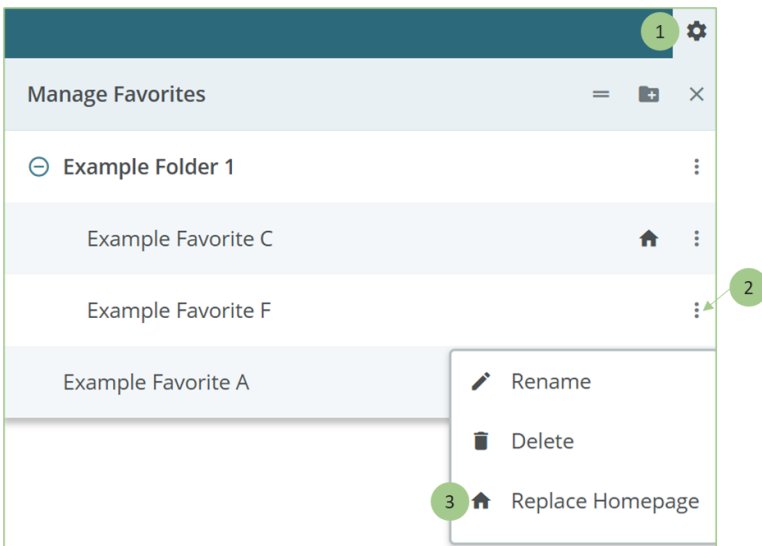 1
Manage Favorites
Example Folder 1
Example Favorite C
Example Favorite F
2
Example Favorite A
Rename
Delete
3 Replace Homepage